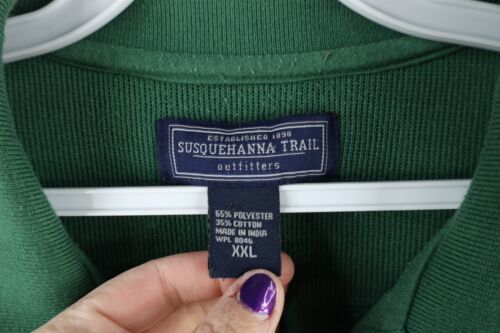 ESTABLISHED 1898
SUSQUEHANNA TRAIL
outfitters
65% POLYESTER
35% COTTON
MADE IN INDIA
WPL 8046
XXL